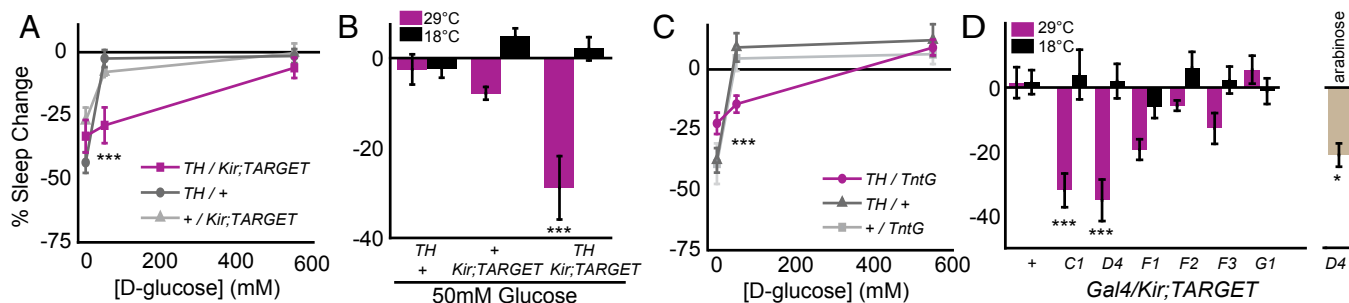 A
% Sleep Change
0
-25
-50
-75
***
TH / Kir;TARGET
TH / +
+ / Kir;TARGET
0 200 400 600
[D-glucose] (mM)
B
29°C
18°C
0
-20
-40
***
TH + TH
+ Kir;TARGET Kir;TARGET
50mM Glucose
C
0
-25
-50
-75
***
TH / TntG
TH / +
+ / TntG
0 200 400 600
[D-glucose] (mM)
D
29°C
18°C
20
0
-20
-40
*** ***
+ C1 D4 F1 F2 F3 G1
Gal4/Kir;TARGET
arabinose
*
D4